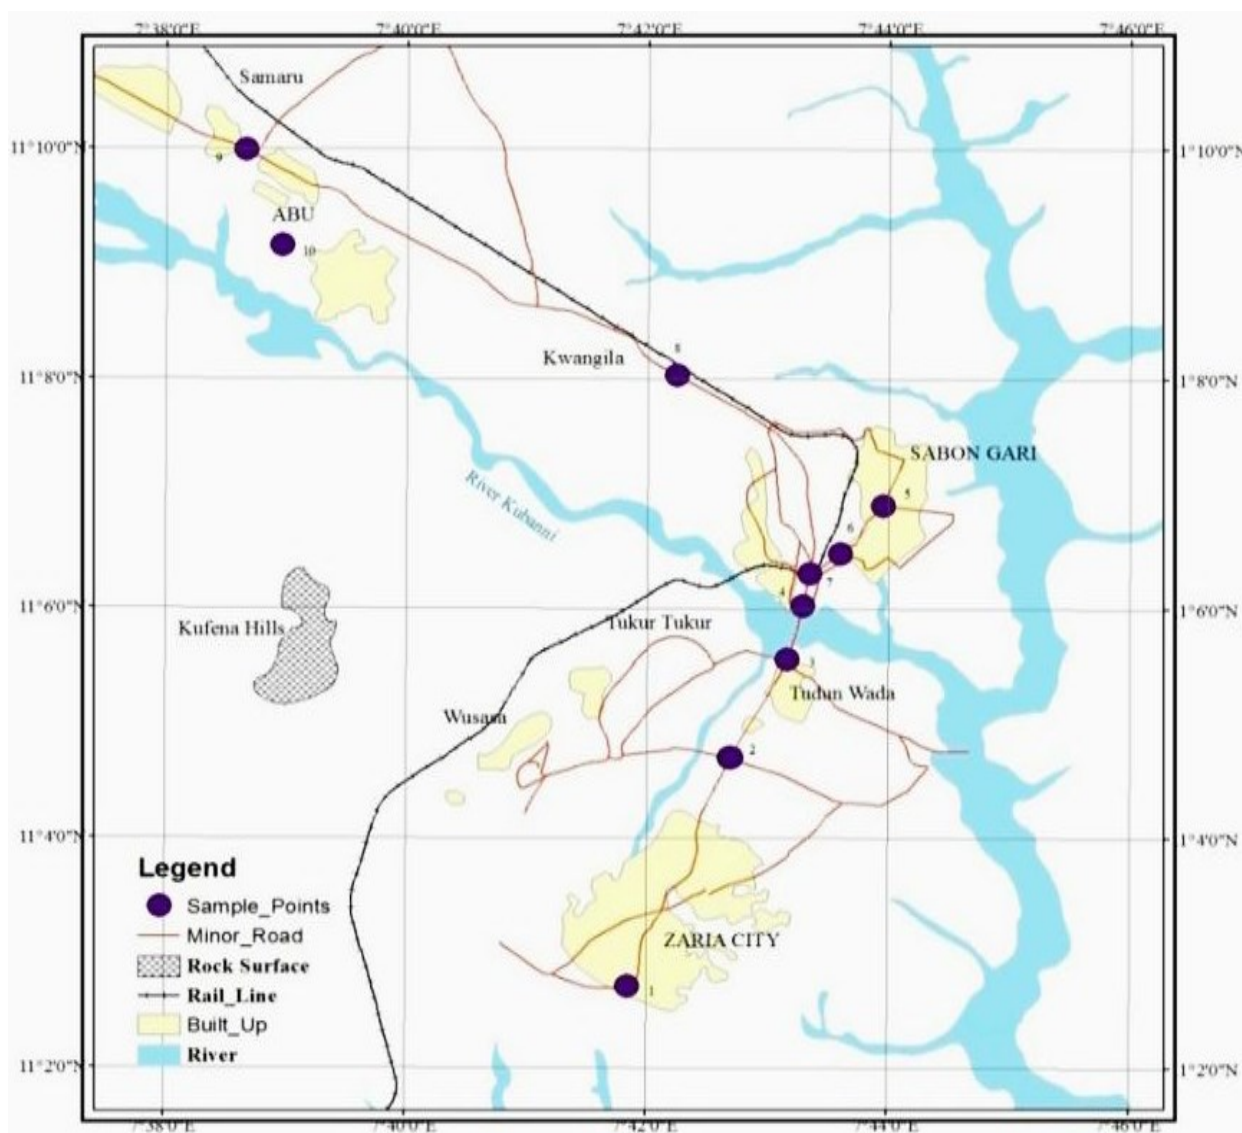 7°38'0"E 7°40'0"E 7°42'0"E 7°44'0"E 7°46'0"E
Samaru
11°10'0"N 1°10'0"N
9
ABU
10
8
Kwangila
11°8'0"N 1°8'0"N
SABON GARI
River Kubanni
5
6
7
4
11°6'0"N 1°6'0"N
Kufena Hills
Tukur Tukur
3
Tudun Wada
Wusasa
2
11°4'0"N 1°4'0"N
Legend
Sample_Points
Minor_Road
Rock Surface
Rail_Line
Built_Up
River
ZARIA CITY
1
11°2'0"N 1°2'0"N
7°38'0"E 7°40'0"E 7°42'0"E 7°44'0"E 7°46'0"E